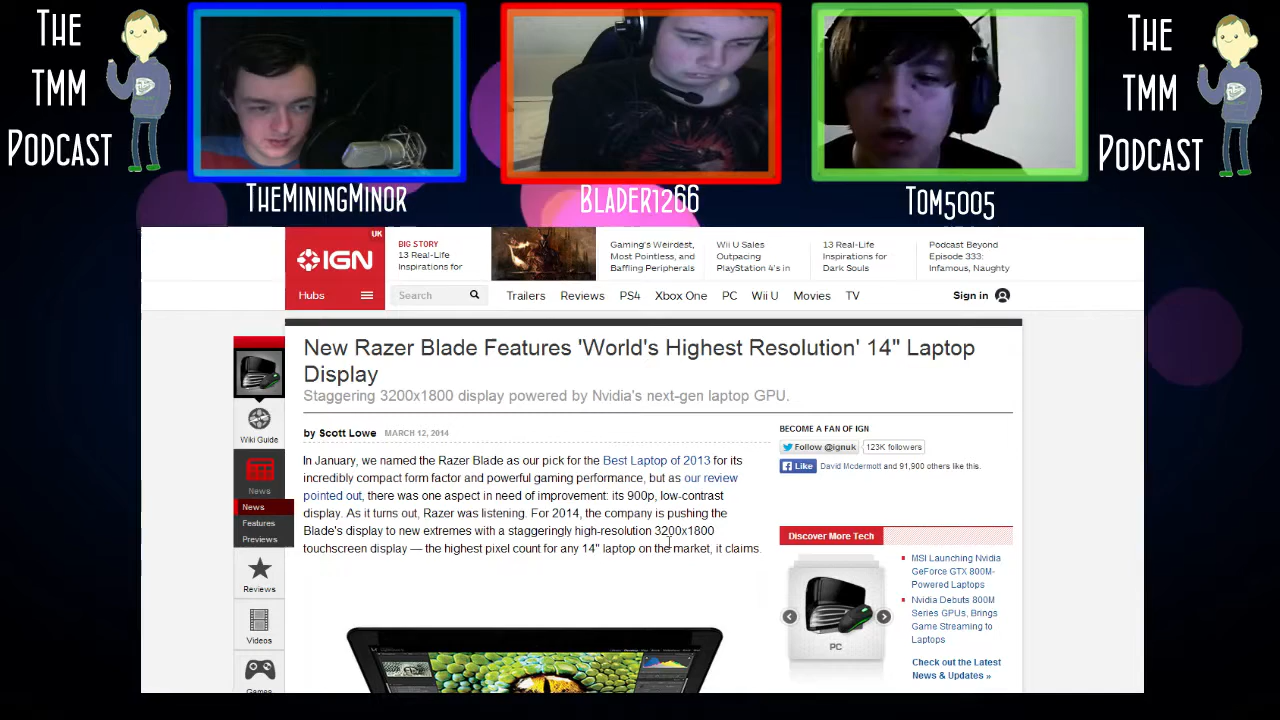 The
TMM
Podcast
TheMiningMinor
Blader1266
Tom5005
The
TMM
Podcast
UK
IGN
BIG STORY
13 Real-Life
Inspirations for
Gaming's Weirdest,
Most Pointless, and
Baffling Peripherals
Wii U Sales
Outpacing
PlayStation 4's in
13 Real-Life
Inspirations for
Dark Souls
Podcast Beyond
Episode 333:
Infamous, Naughty
Hubs
Search
Trailers Reviews PS4 Xbox One PC Wii U Movies TV
Sign in
New Razer Blade Features 'World's Highest Resolution' 14" Laptop
Display
Staggering 3200x1800 display powered by Nvidia's next-gen laptop GPU.
Wiki Guide
News
News
Features
Previews
Reviews
Videos
Games
by Scott Lowe MARCH 12, 2014
In January, we named the Razer Blade as our pick for the Best Laptop of 2013 for its
incredibly compact form factor and powerful gaming performance, but as our review
pointed out, there was one aspect in need of improvement: its 900p, low-contrast
display. As it turns out, Razer was listening. For 2014, the company is pushing the
Blade's display to new extremes with a staggeringly high-resolution 3200x1800
touchscreen display — the highest pixel count for any 14" laptop on the market, it claims.
BECOME A FAN OF IGN
Follow @ignuk 123K followers
Like David Mcdermott and 91,900 others like this.
Discover More Tech
PC
MSI Launching Nvidia
GeForce GTX 800M-
Powered Laptops
Nvidia Debuts 800M
Series GPUs, Brings
Game Streaming to
Laptops
Check out the Latest
News & Updates »